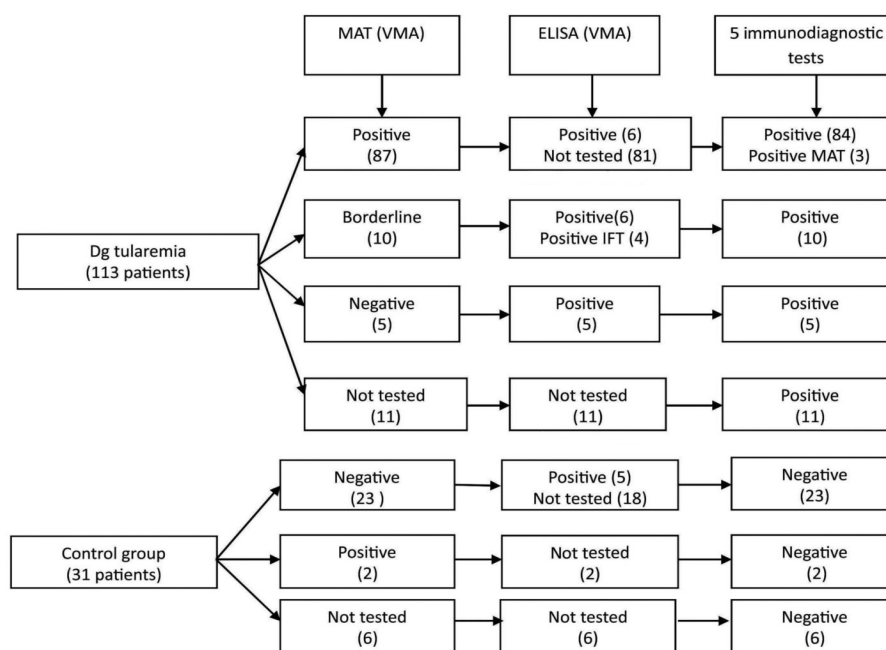 MAT (VMA)
ELISA (VMA)
5 immunodiagnostic
tests
Dg tularemia
(113 patients)
Positive
(87)
Positive (6)
Not tested (81)
Positive (84)
Positive MAT (3)
Borderline
(10)
Positive(6)
Positive IFT (4)
Positive
(10)
Negative
(5)
Positive
(5)
Positive
(5)
Not tested
(11)
Not tested
(11)
Positive
(11)
Control group
(31 patients)
Negative
(23 )
Positive (5)
Not tested (18)
Negative
(23)
Positive
(2)
Not tested
(2)
Negative
(2)
Not tested
(6)
Not tested
(6)
Negative
(6)